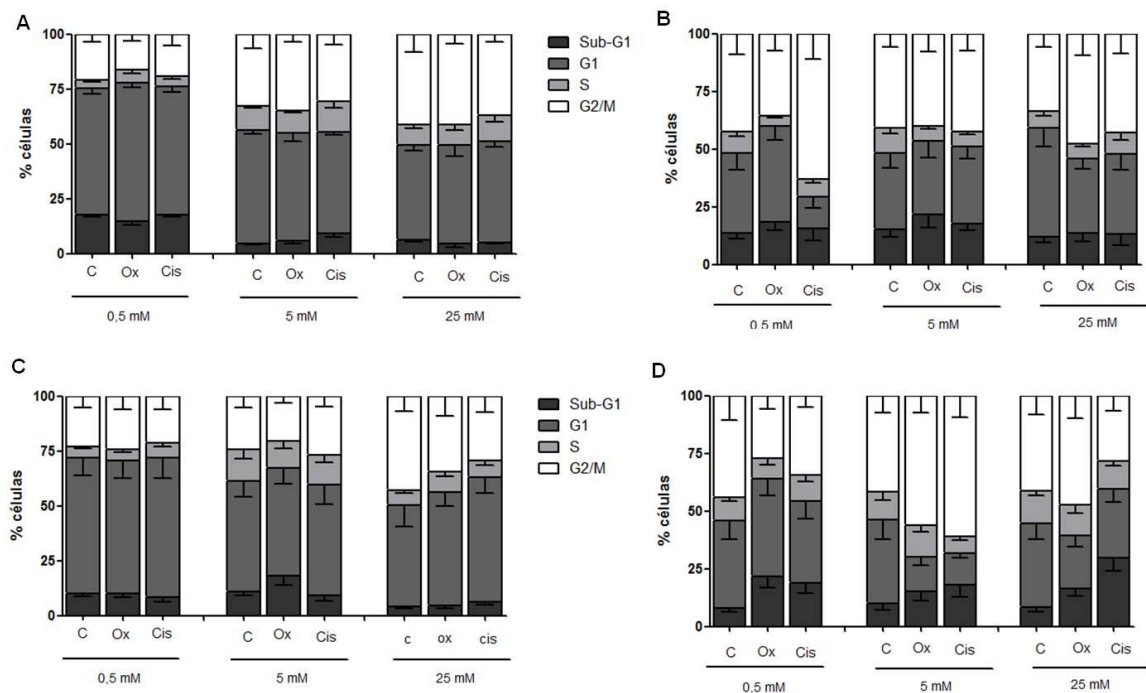 A
% células
100
75
50
25
0
C Ox Cis C Ox Cis C Ox Cis
0,5 mM 5 mM 25 mM
Sub-G1
G1
S
G2/M
B
% células
100
75
50
25
0
C Ox Cis C Ox Cis C Ox Cis
0.5 mM 5 mM 25 mM
C
% células
100
75
50
25
0
C Ox Cis C Ox Cis c ox cis
0,5 mM 5 mM 25 mM
Sub-G1
G1
S
G2/M
D
% células
100
75
50
25
0
C Ox Cis C Ox Cis C Ox Cis
0,5 mM 5 mM 25 mM